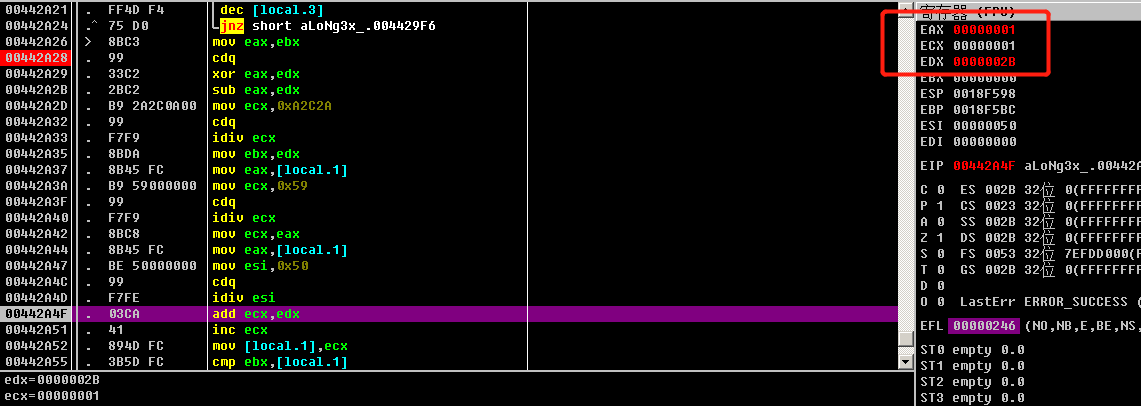 00442A21 . FF4D F4 dec [local.3]
00442A24 .^ 75 D0 jnz short aLoNg3x_.004429F6
00442A26 > 8BC3 mov eax,ebx
00442A28 . 99 cdq
00442A29 . 33C2 xor eax,edx
00442A2B . 2BC2 sub eax,edx
00442A2D . B9 2A2C0A00 mov ecx,0xA2C2A
00442A32 . 99 cdq
00442A33 . F7F9 idiv ecx
00442A35 . 8BDA mov ebx,edx
00442A37 . 8B45 FC mov eax,[local.1]
00442A3A . B9 59000000 mov ecx,0x59
00442A3F . 99 cdq
00442A40 . F7F9 idiv ecx
00442A42 . 8BC8 mov ecx,eax
00442A44 . 8B45 FC mov eax,[local.1]
00442A47 . BE 50000000 mov esi,0x50
00442A4C . 99 cdq
00442A4D . F7FE idiv esi
00442A4F . 03CA add ecx,edx
00442A51 . 41 inc ecx
00442A52 . 894D FC mov [local.1],ecx
00442A55 . 3B5D FC cmp ebx,[local.1]
edx=0000002B
ecx=00000001
寄存器 (FPU)
EAX 00000001
ECX 00000001
EDX 0000002B
EBX 00000000
ESP 0018F598
EBP 0018F5BC
ESI 00000050
EDI 00000000
EIP 00442A4F aLoNg3x_.00442A
C 0 ES 002B 32位 0(FFFFFFFF
P 1 CS 0023 32位 0(FFFFFFFF
A 0 SS 002B 32位 0(FFFFFFFF
Z 1 DS 002B 32位 0(FFFFFFFF
S 0 FS 0053 32位 7EFDD000(F
T 0 GS 002B 32位 0(FFFFFFFF
D 0
O 0 LastErr ERROR_SUCCESS (
EFL 00000246 (NO,NB,E,BE,NS,
ST0 empty 0.0
ST1 empty 0.0
ST2 empty 0.0
ST3 empty 0.0